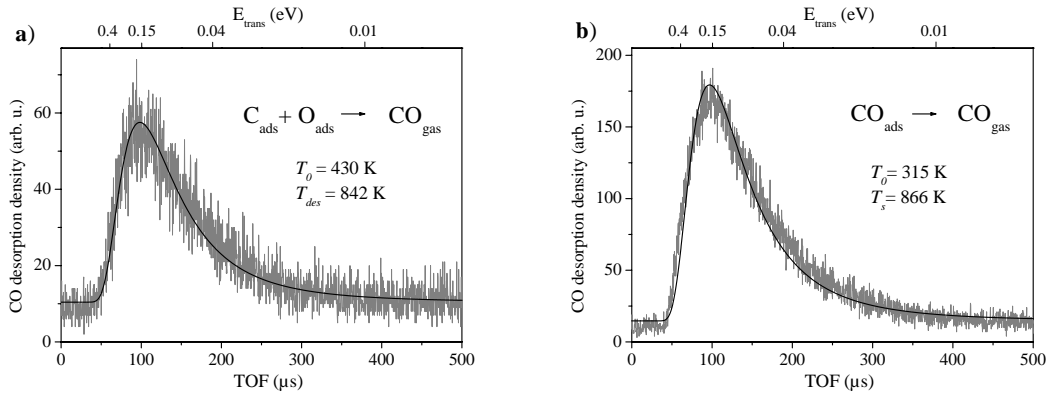 a)
E_trans (eV)
0.4 0.15 0.04 0.01
CO desorption density (arb. u.)
60
40
20
0
C_ads + O_ads → CO_gas
T_0 = 430 K
T_des = 842 K
0 100 200 300 400 500
TOF (µs)
b)
E_trans (eV)
0.4 0.15 0.04 0.01
CO desorption density (arb. u.)
200
150
100
50
0
CO_ads → CO_gas
T_0 = 315 K
T_s = 866 K
0 100 200 300 400 500
TOF (µs)